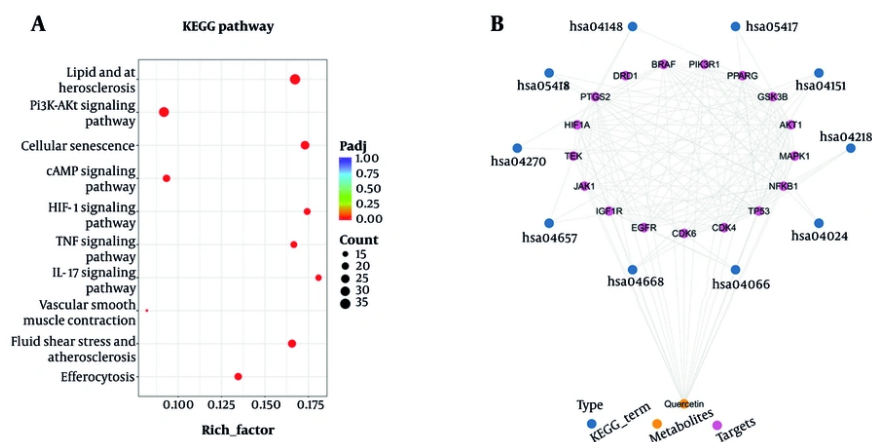 A
KEGG pathway
Lipid and at
herosclerosis
Pi3K-AKt signaling
pathway
Cellular senescence
cAMP signaling
pathway
HIF-1 signaling
pathway
TNF signaling
pathway
IL-17 signaling
pathway
Vascular smooth
muscle contraction
Fluid shear stress and
atherosclerosis
Efferocytosis
0.100 0.125 0.150 0.175
Rich_factor
Padj
1.00
0.75
0.50
0.25
0.00
Count
15
20
25
30
35
B
hsa04148
hsa05417
hsa05418
hsa04151
hsa04270
hsa04218
hsa04657
hsa04024
hsa04668
hsa04066
BRAF
PIK3R1
DRD1
PPARG
PTGS2
GSK3B
HIF1A
AKT1
TEK
MAPK1
JAK1
NFKB1
IGF1R
TP53
EGFR
CDK6
CDK4
Quercetin
Type
KEGG_term
Metabolites
Targets